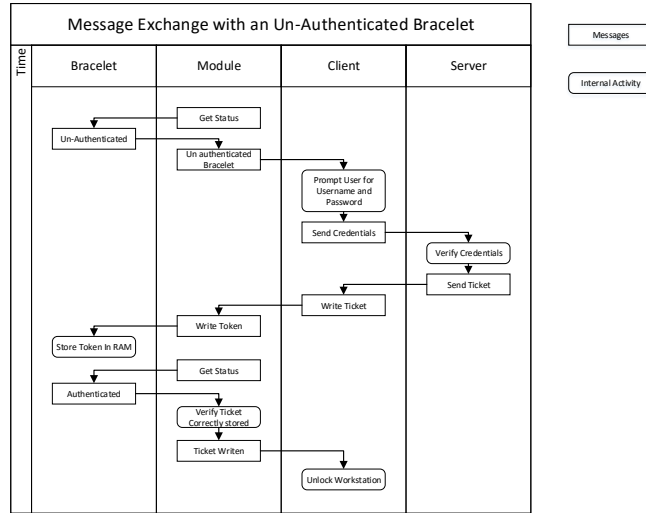 Message Exchange with an Un-Authenticated Bracelet
Time
Bracelet
Module
Client
Server
Get Status
Un-Authenticated
Un authenticated
Bracelet
Prompt User for
Username and
Password
Send Credentials
Verify Credentials
Send Ticket
Write Ticket
Write Token
Store Token In RAM
Get Status
Authenticated
Verify Ticket
Correctly stored
Ticket Writen
Unlock Workstation
Messages
Internal Activity